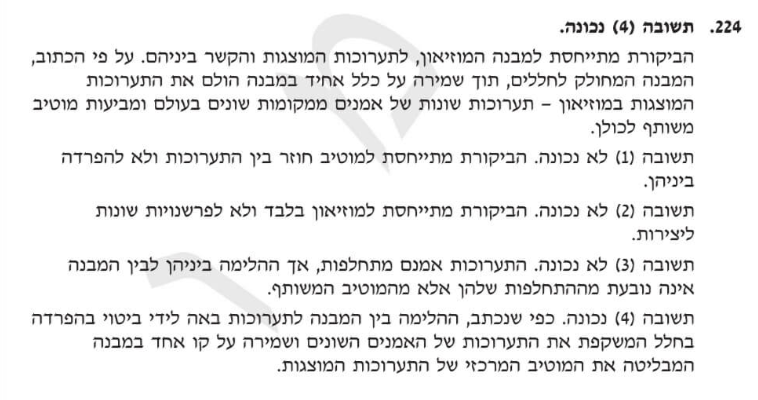 224. תשובה (4) נכונה.
הביקורת מתייחסת למבנה המוזיאון, לתערוכות המוצגות והקשר ביניהם. על פי הכתוב,
המבנה המחולק לחללים, תוך שמירה על כלל אחיד במבנה הולם את התערוכות
המוצגות במוזיאון – תערוכות שונות של אמנים ממקומות שונים בעולם ומביעות מוטיב
משותף לכולן.
תשובה (1) לא נכונה. הביקורת מתייחסת למוטיב חוזר בין התערוכות ולא להפרדה
ביניהן.
תשובה (2) לא נכונה. הביקורת מתייחסת למוזיאון בלבד ולא לפרשנויות שונות
ליצירות.
תשובה (3) לא נכונה. התערוכות אמנם מתחלפות, אך ההלימה ביניהן לבין המבנה
אינה נובעת מההתחלפות שלהן אלא מהמוטיב המשותף.
תשובה (4) נכונה. כפי שנכתב, ההלימה בין המבנה לתערוכות באה לידי ביטוי בהפרדה
בחלל המשקפת את התערוכות של האמנים השונים ושמירה על קו אחד במבנה
המבליטה את המוטיב המרכזי של התערוכות המוצגות.